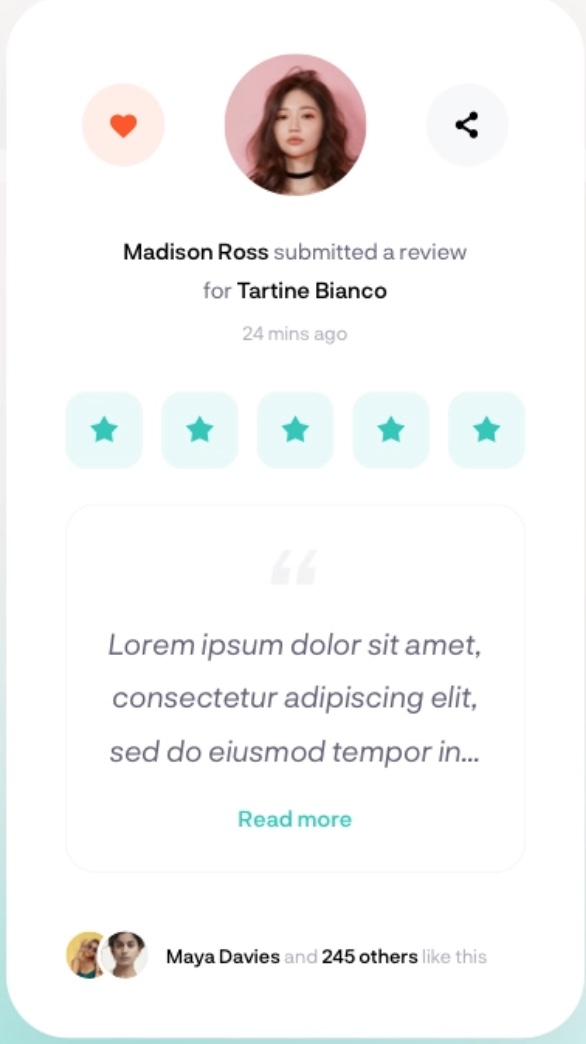 Madison Ross submitted a review
for Tartine Bianco
24 mins ago
“
Lorem ipsum dolor sit amet,
consectetur adipiscing elit,
sed do eiusmod tempor in...
Read more
Maya Davies and 245 others like this